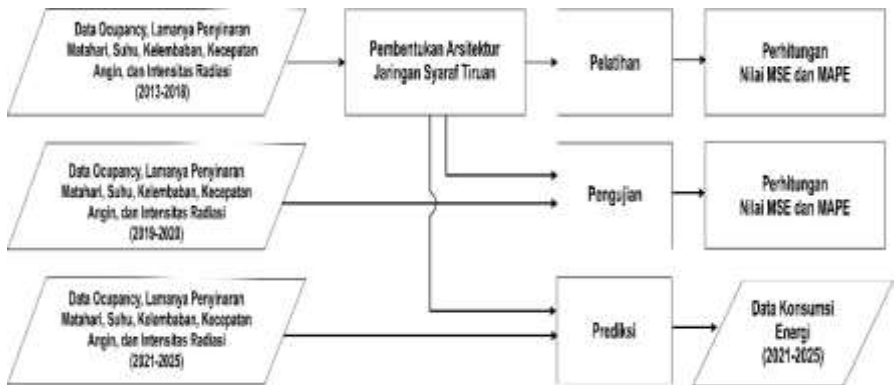 Data Ocupancy, Lamanya Penyinaran
Matahari, Suhu, Kelembaban, Kecepatan
Angin, dan Intensitas Radiasi
(2013-2018)
Pembentukan Arsitektur
Jaringan Syaraf Tiruan
Pelatihan
Perhitungan
Nilai MSE dan MAPE
Data Ocupancy, Lamanya Penyinaran
Matahari, Suhu, Kelembaban, Kecepatan
Angin, dan Intensitas Radiasi
(2019-2020)
Pengujian
Perhitungan
Nilai MSE dan MAPE
Data Ocupancy, Lamanya Penyinaran
Matahari, Suhu, Kelembaban, Kecepatan
Angin, dan Intensitas Radiasi
(2021-2025)
Prediksi
Data Konsumsi
Energi
(2021-2025)